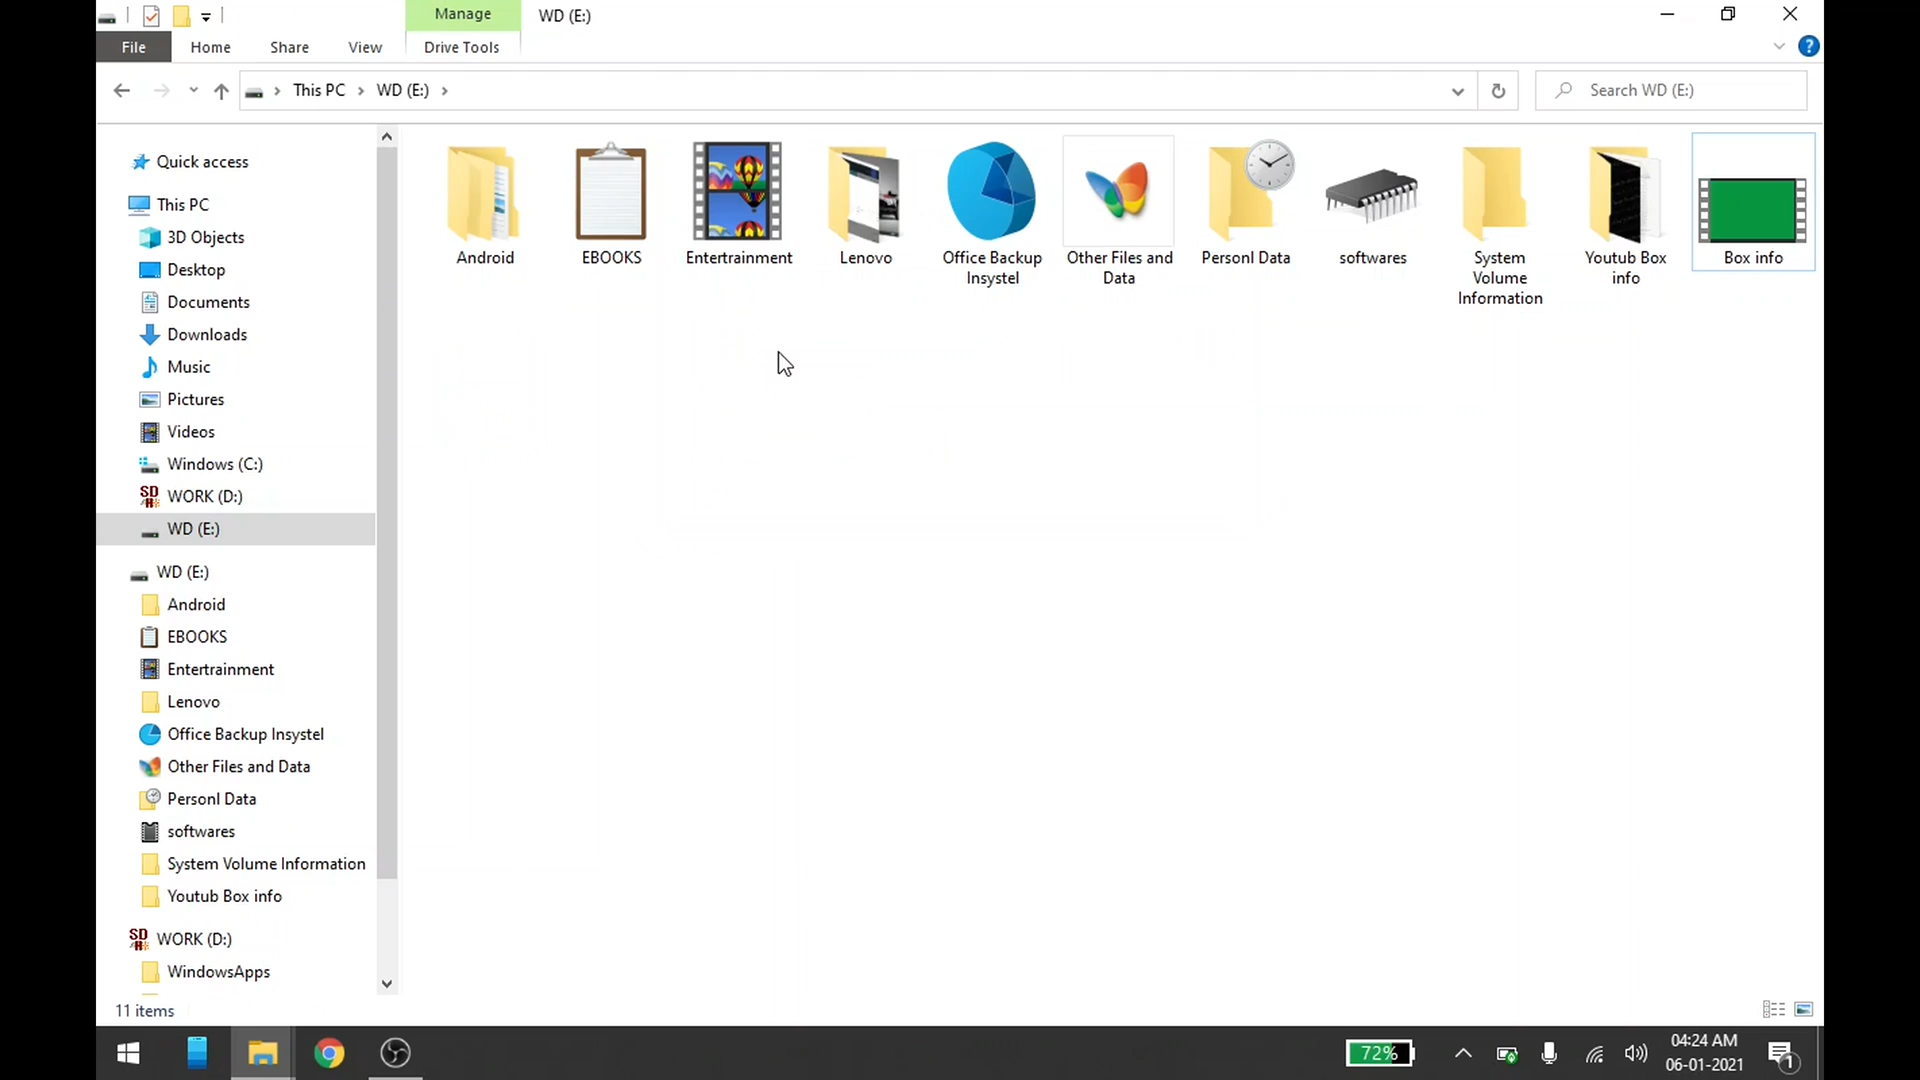 Manage
WD (E:)
File
Home
Share
View
Drive Tools
This PC
WD (E:)
Search WD (E:)
Quick access
This PC
3D Objects
Desktop
Documents
Downloads
Music
Pictures
Videos
Windows (C:)
WORK (D:)
WD (E:)
WD (E:)
Android
EBOOKS
Entertrainment
Lenovo
Office Backup Insystel
Other Files and Data
Personl Data
softwares
System Volume Information
Youtub Box info
WORK (D:)
WindowsApps
Android
EBOOKS
Entertrainment
Lenovo
Office Backup
Insystel
Other Files and
Data
Personl Data
softwares
System
Volume
Information
Youtub Box
info
Box info
11 items
72%
04:24 AM
06-01-2021
1